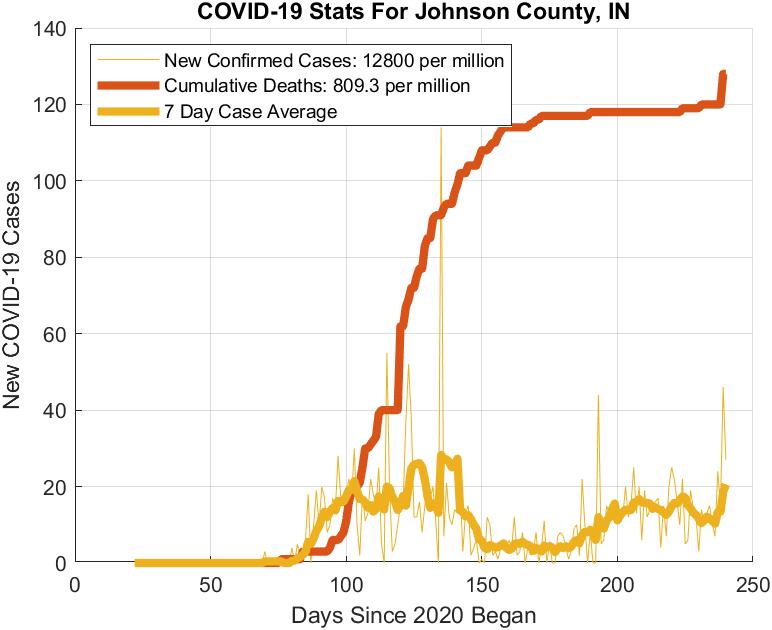 COVID-19 Stats For Johnson County, IN
New Confirmed Cases: 12800 per million
Cumulative Deaths: 809.3 per million
7 Day Case Average
New COVID-19 Cases
140
120
100
80
60
40
20
0
0 50 100 150 200 250
Days Since 2020 Began